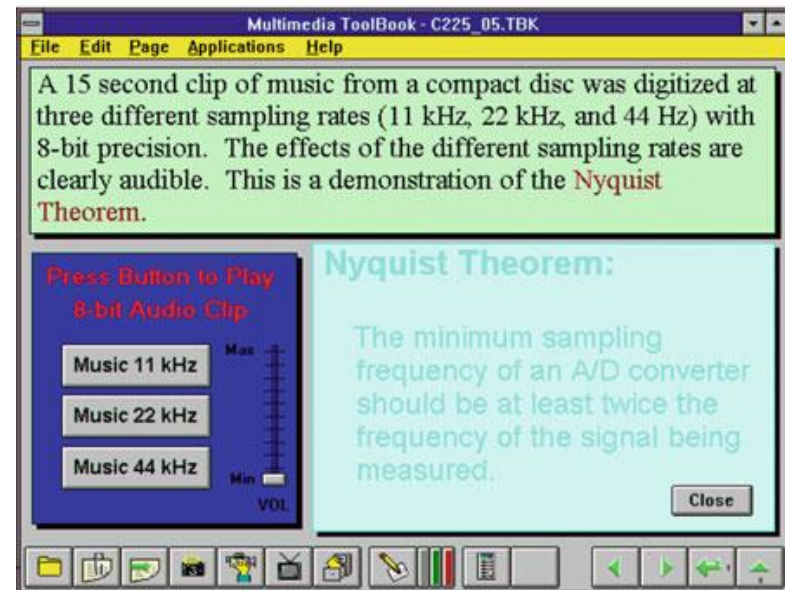 Multimedia ToolBook - C225_05.TBK
File Edit Page Applications Help
A 15 second clip of music from a compact disc was digitized at
three different sampling rates (11 kHz, 22 kHz, and 44 Hz) with
8-bit precision. The effects of the different sampling rates are
clearly audible. This is a demonstration of the Nyquist
Theorem.
Press Button to Play
8-bit Audio Clip
Music 11 kHz
Music 22 kHz
Music 44 kHz
Max
Min
VOL
Nyquist Theorem:
The minimum sampling
frequency of an A/D converter
should be at least twice the
frequency of the signal being
measured.
Close